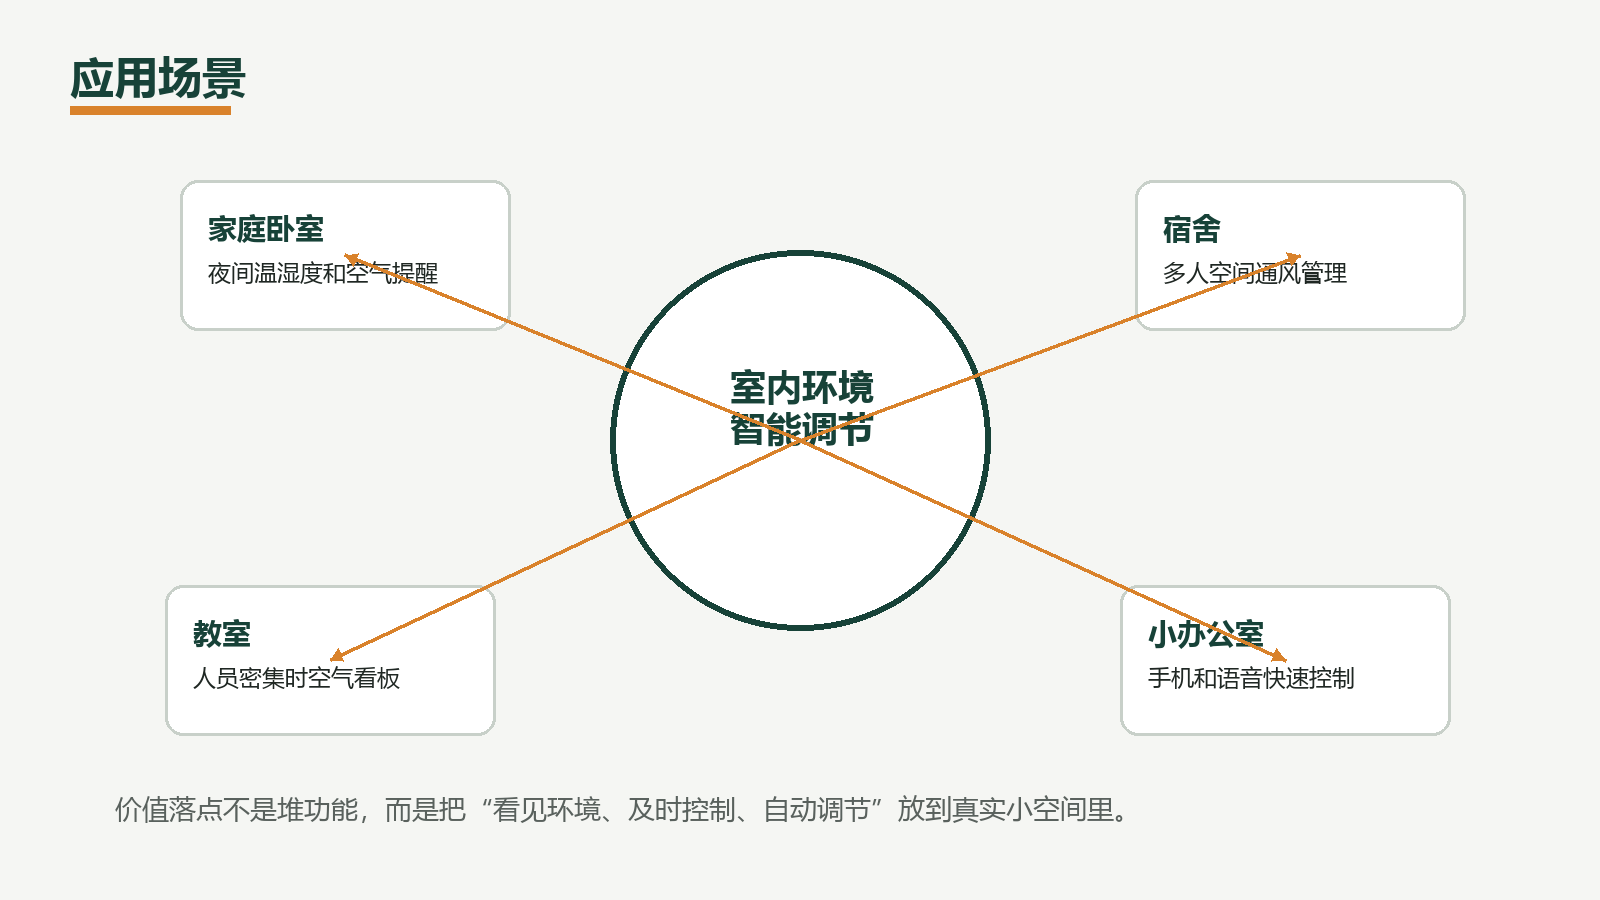 应用场景
家庭卧室
夜间温湿度和空气提醒
宿舍
多人空间通风管理
室内环境
智能调节
教室
人员密集时空气看板
小办公室
手机和语音快速控制
价值落点不是堆功能，而是把“看见环境、及时控制、自动调节”放到真实小空间里。